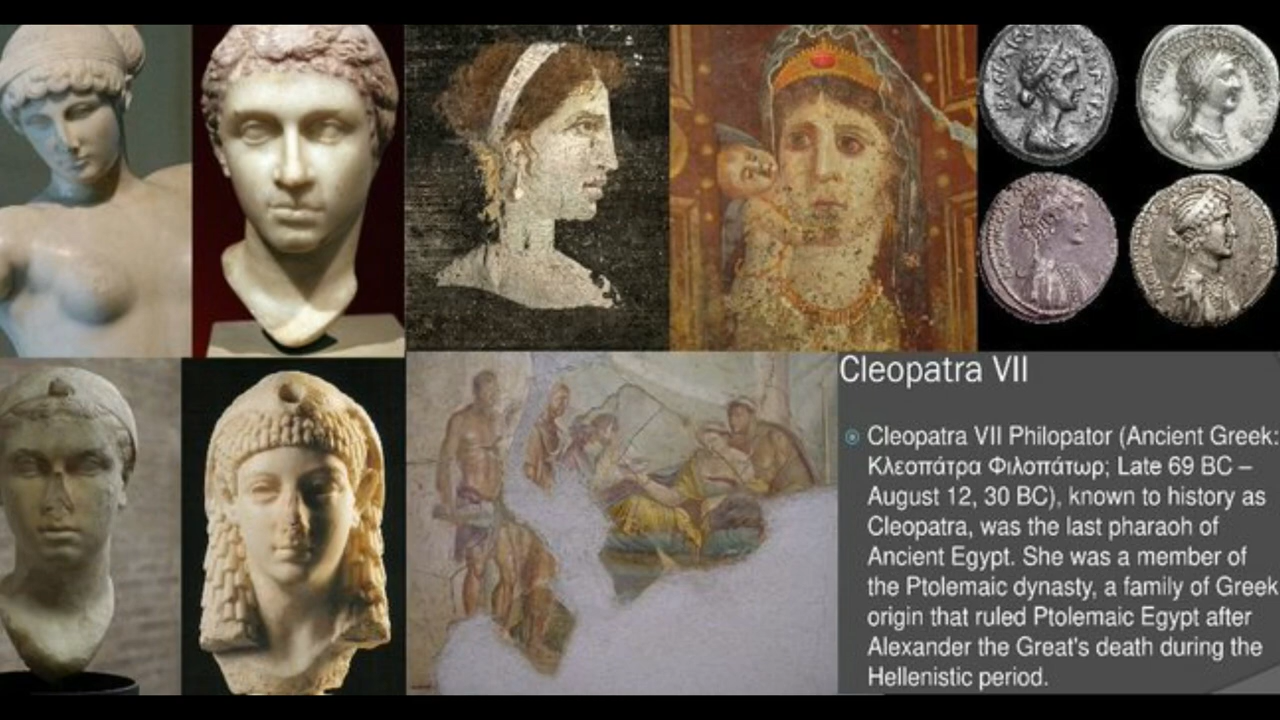 Cleopatra VII
Cleopatra VII Philopator (Ancient Greek:
Κλεοπάτρα Φιλοπάτωρ; Late 69 BC –
August 12, 30 BC), known to history as
Cleopatra, was the last pharaoh of
Ancient Egypt. She was a member of
the Ptolemaic dynasty, a family of Greek
origin that ruled Ptolemaic Egypt after
Alexander the Great's death during the
Hellenistic period.